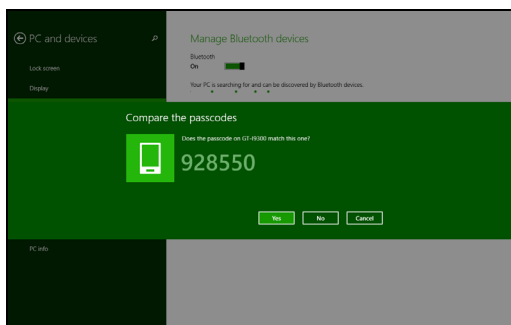 PC and devices
Manage Bluetooth devices
Bluetooth
On
Lock screen
Your PC is searching for and can be discovered by Bluetooth devices.
Display
Compare the passcodes
Does the passcode on GT-I9300 match this one?
928550
Yes No Cancel
PC info